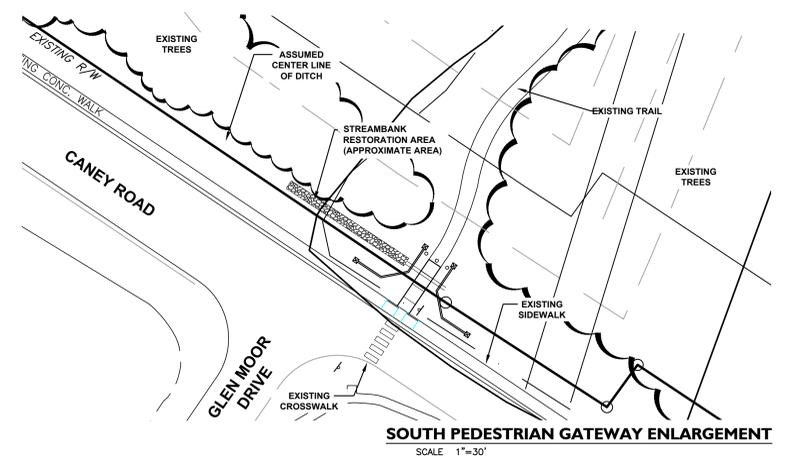 EXISTING
TREES
ASSUMED
CENTER LINE
OF DITCH
EXISTING R/W
ING CONC. WALK
STREAMBANK
RESTORATION AREA
(APPROXIMATE AREA)
EXISTING TRAIL
CANEY ROAD
EXISTING
TREES
EXISTING
SIDEWALK
GLEN MOOR
DRIVE
EXISTING
CROSSWALK
SOUTH PEDESTRIAN GATEWAY ENLARGEMENT
SCALE 1"=30'